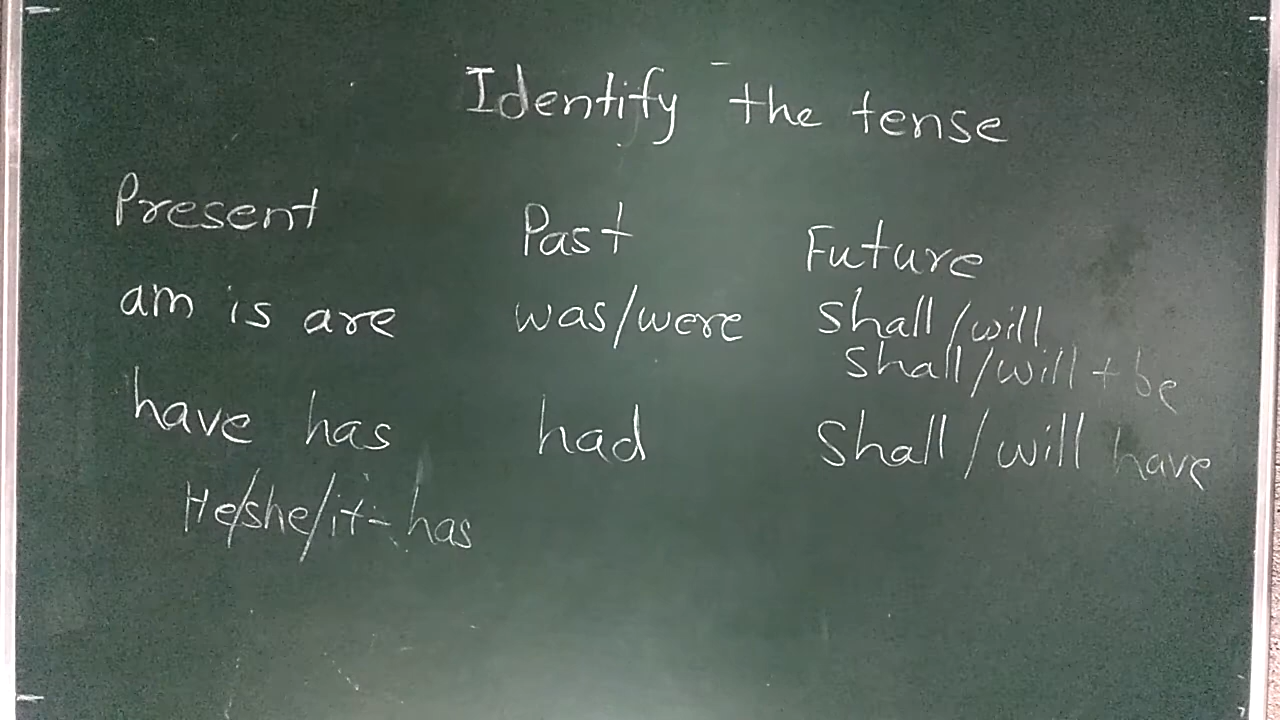 Identify the tense
Present Past Future
am is are was/were shall/will
shall/will + be
have has had Shall/will have
He/she/it - has